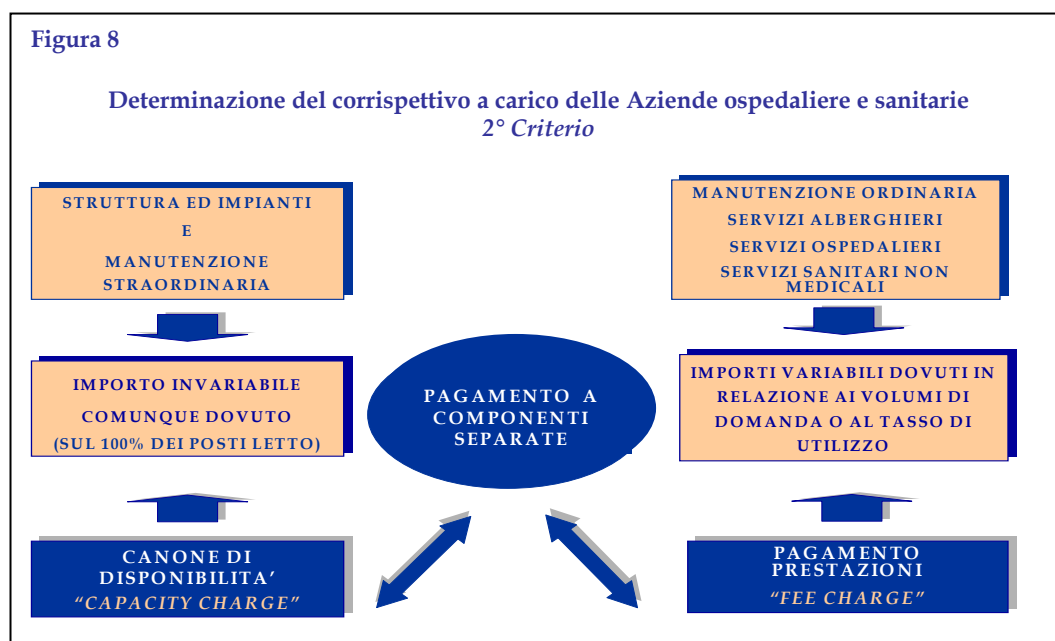 Figura 8
Determinazione del corrispettivo a carico delle Aziende ospedaliere e sanitarie
2° Criterio
STRUTTURA ED IMPIANTI
E
MANUTENZIONE
STRAORDINARIA
MANUTENZIONE ORDINARIA
SERVIZI ALBERGHIERI
SERVIZI OSPEDALIERI
SERVIZI SANITARI NON
MEDICALI
IMPORTO INVARIABILE
COMUNQUE DOVUTO
(SUL 100% DEI POSTI LETTO)
PAGAMENTO A
COMPONENTI
SEPARATE
IMPORTI VARIABILI DOVUTI IN
RELAZIONE AI VOLUMI DI
DOMANDA O AL TASSO DI
UTILIZZO
CANONE DI
DISPONIBILITA’
“CAPACITY CHARGE”
PAGAMENTO
PRESTAZIONI
“FEE CHARGE”